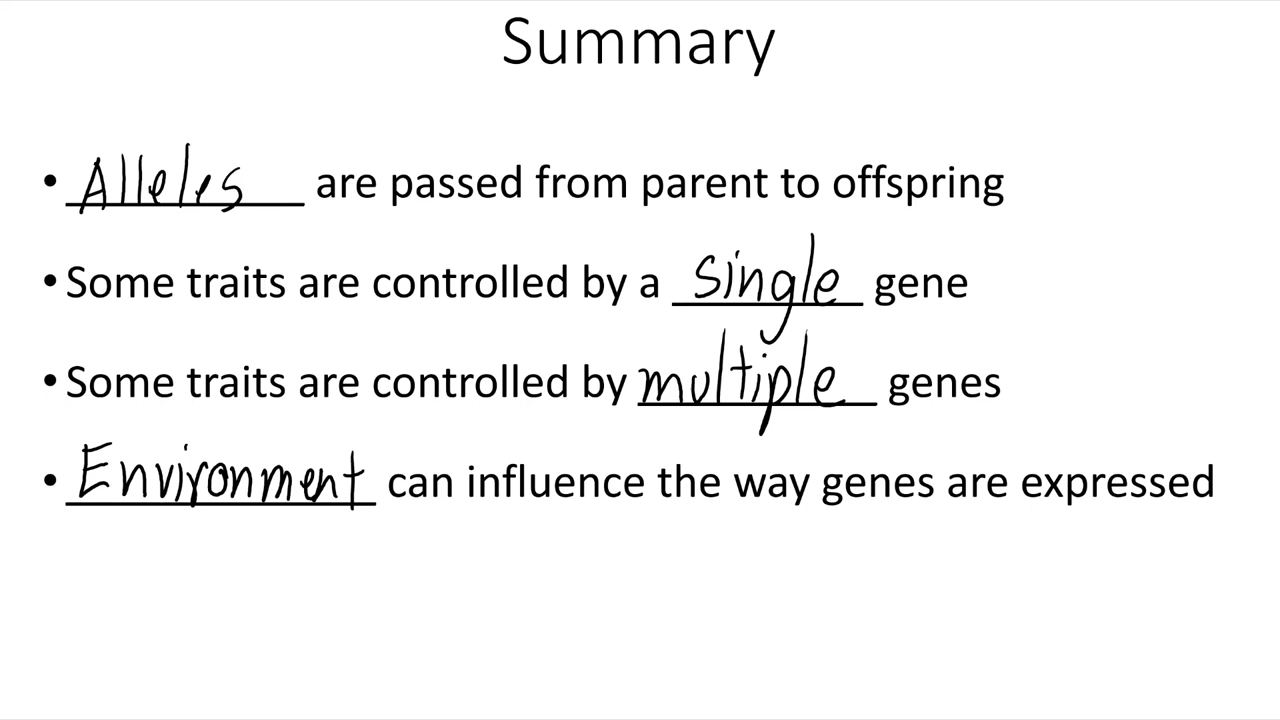 Summary
• Alleles are passed from parent to offspring
• Some traits are controlled by a single gene
• Some traits are controlled by multiple genes
• Environment can influence the way genes are expressed